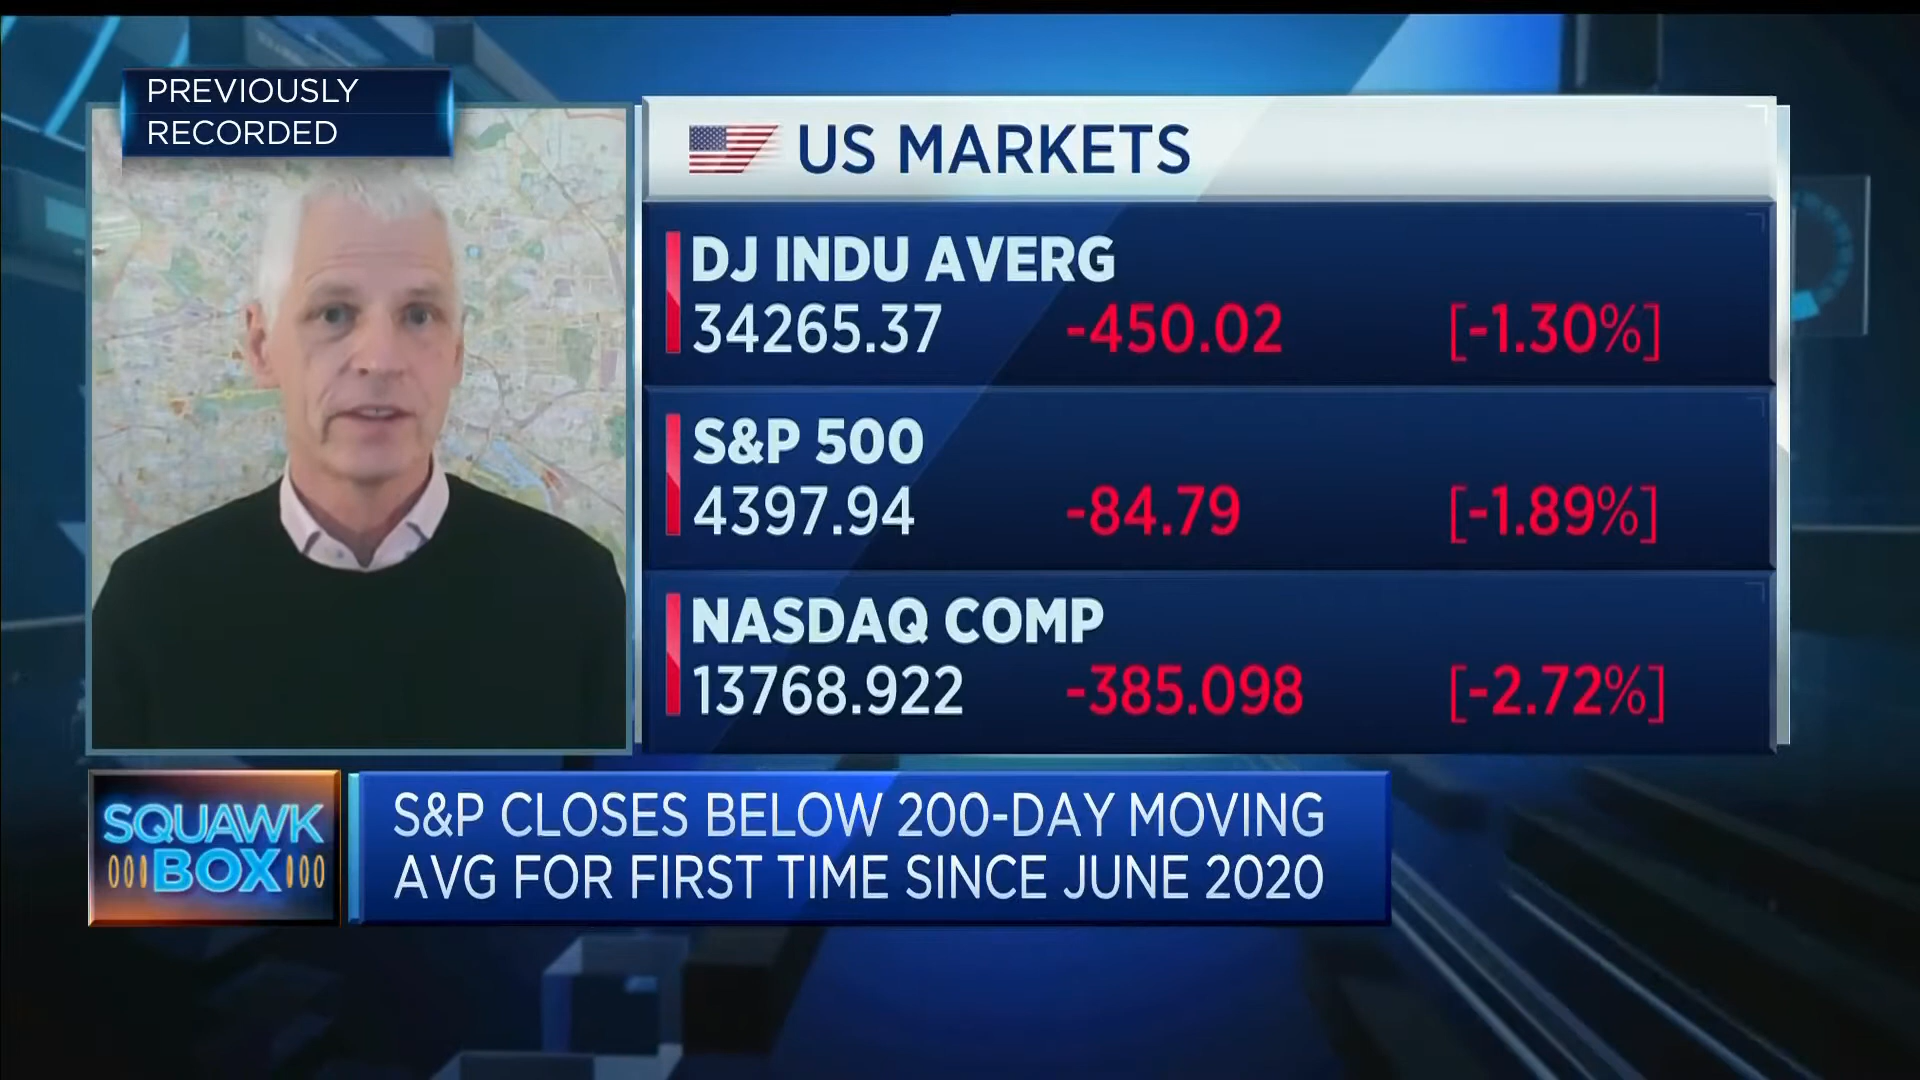 PREVIOUSLY
RECORDED
US MARKETS
DJ INDU AVERG
34265.37 -450.02 [-1.30%]
S&P 500
4397.94 -84.79 [-1.89%]
NASDAQ COMP
13768.922 -385.098 [-2.72%]
SQUAWK
BOX
S&P CLOSES BELOW 200-DAY MOVING
AVG FOR FIRST TIME SINCE JUNE 2020